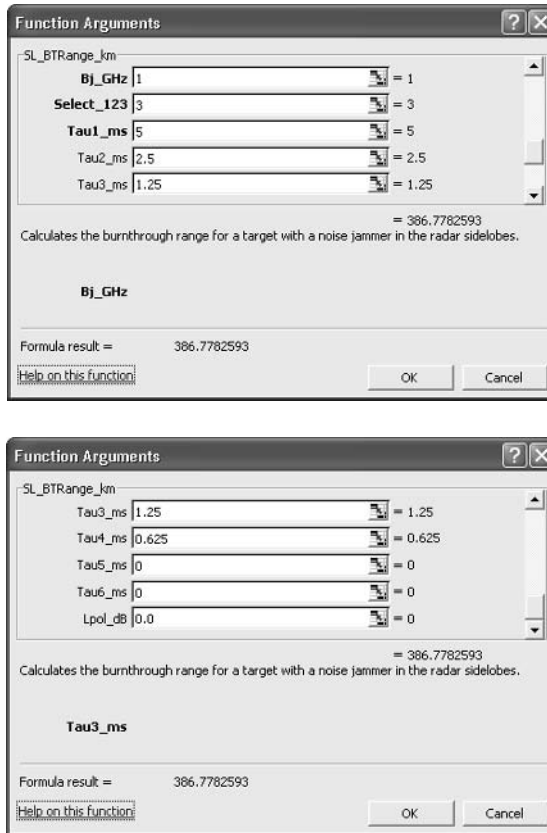 Function Arguments
SL_BTRange_km
Bj_GHz 1 = 1
Select_123 3 = 3
Tau1_ms 5 = 5
Tau2_ms 2.5 = 2.5
Tau3_ms 1.25 = 1.25
= 386.7782593
Calculates the burnthrough range for a target with a noise jammer in the radar sidelobes.
Bj_GHz
Formula result = 386.7782593
Help on this function OK Cancel
Function Arguments
SL_BTRange_km
Tau3_ms 1.25 = 1.25
Tau4_ms 0.625 = 0.625
Tau5_ms 0 = 0
Tau6_ms 0 = 0
Lpol_dB 0.0 = 0
= 386.7782593
Calculates the burnthrough range for a target with a noise jammer in the radar sidelobes.
Tau3_ms
Formula result = 386.7782593
Help on this function OK Cancel